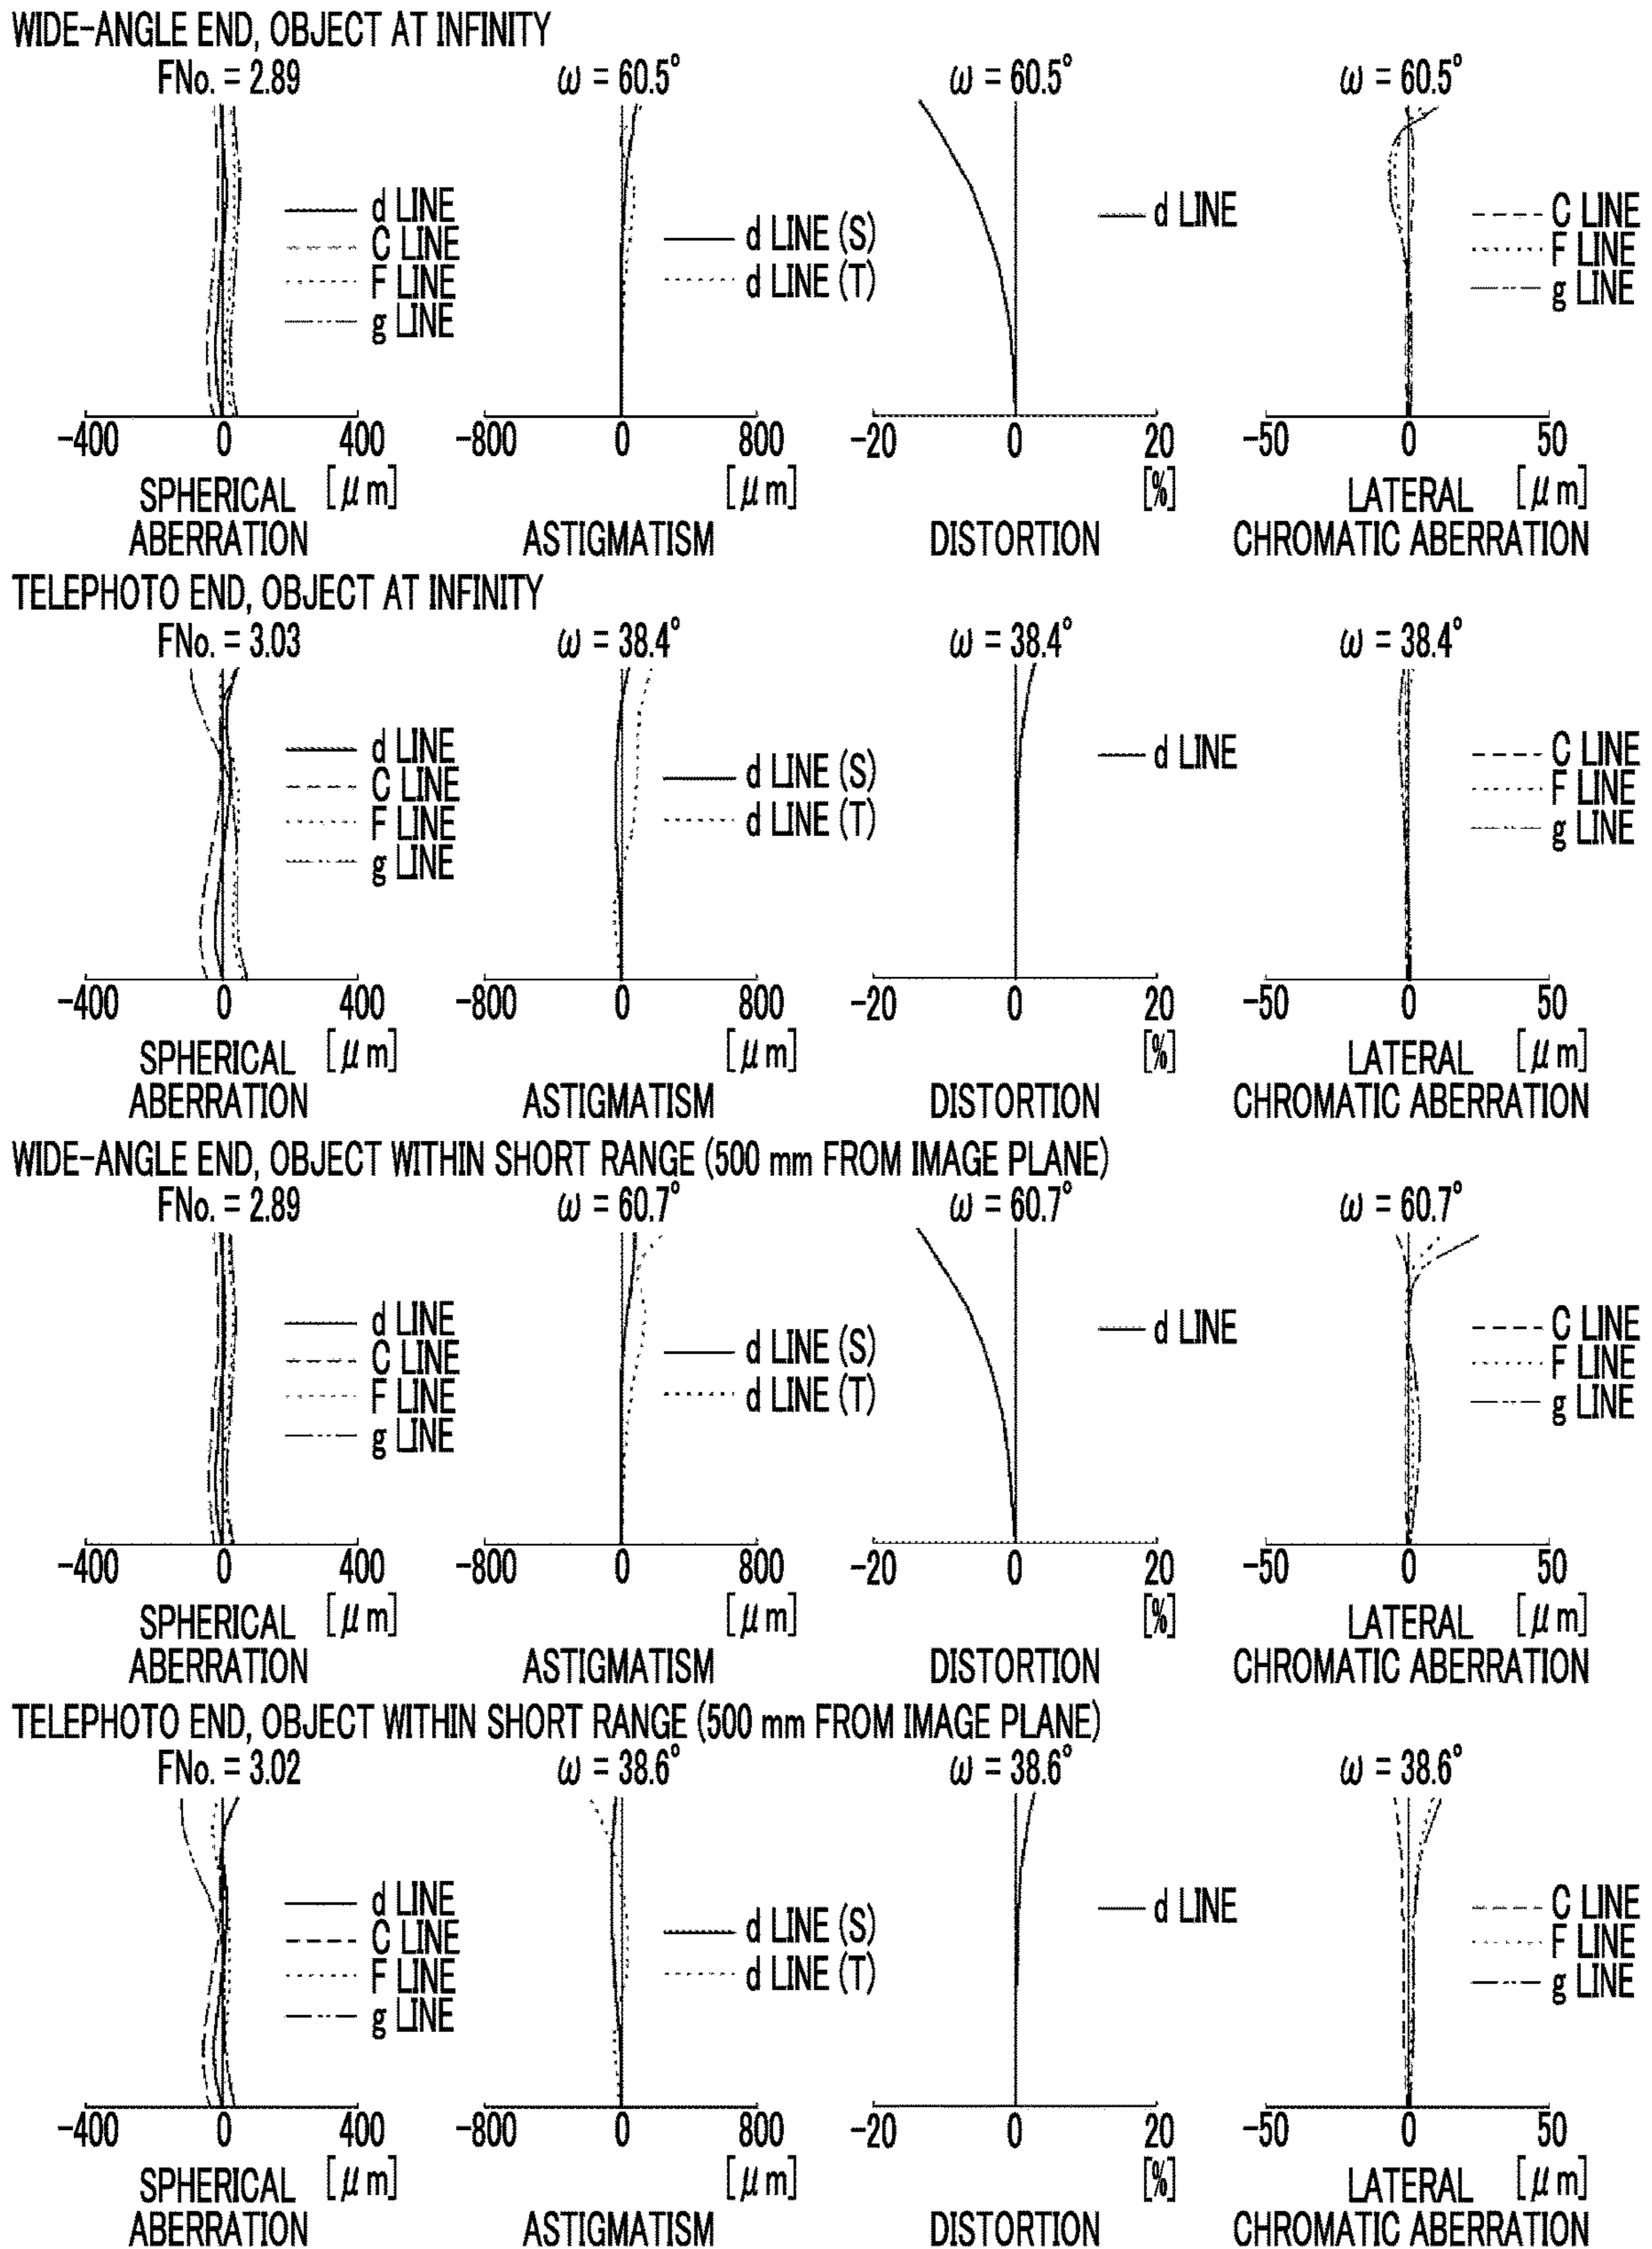 WIDE-ANGLE END, OBJECT AT INFINITY
FNo. = 2.89
ω = 60.5°
ω = 60.5°
ω = 60.5°
d LINE
C LINE
F LINE
g LINE
d LINE (S)
d LINE (T)
d LINE
C LINE
F LINE
g LINE
-400 0 400
-800 0 800
-20 0 20
-50 0 50
SPHERICAL ABERRATION
[μm]
ASTIGMATISM
[μm]
DISTORTION
[%]
LATERAL
CHROMATIC ABERRATION
[μm]
TELEPHOTO END, OBJECT AT INFINITY
FNo. = 3.03
ω = 38.4°
ω = 38.4°
ω = 38.4°
d LINE
C LINE
F LINE
g LINE
d LINE (S)
d LINE (T)
d LINE
C LINE
F LINE
g LINE
-400 0 400
-800 0 800
-20 0 20
-50 0 50
SPHERICAL ABERRATION
[μm]
ASTIGMATISM
[μm]
DISTORTION
[%]
LATERAL
CHROMATIC ABERRATION
[μm]
WIDE-ANGLE END, OBJECT WITHIN SHORT RANGE (500 mm FROM IMAGE PLANE)
FNo. = 2.89
ω = 60.7°
ω = 60.7°
ω = 60.7°
d LINE
C LINE
F LINE
g LINE
d LINE (S)
d LINE (T)
d LINE
C LINE
F LINE
g LINE
-400 0 400
-800 0 800
-20 0 20
-50 0 50
SPHERICAL ABERRATION
[μm]
ASTIGMATISM
[μm]
DISTORTION
[%]
LATERAL
CHROMATIC ABERRATION
[μm]
TELEPHOTO END, OBJECT WITHIN SHORT RANGE (500 mm FROM IMAGE PLANE)
FNo. = 3.02
ω = 38.6°
ω = 38.6°
ω = 38.6°
d LINE
C LINE
F LINE
g LINE
d LINE (S)
d LINE (T)
d LINE
C LINE
F LINE
g LINE
-400 0 400
-800 0 800
-20 0 20
-50 0 50
SPHERICAL ABERRATION
[μm]
ASTIGMATISM
[μm]
DISTORTION
[%]
LATERAL
CHROMATIC ABERRATION
[μm]